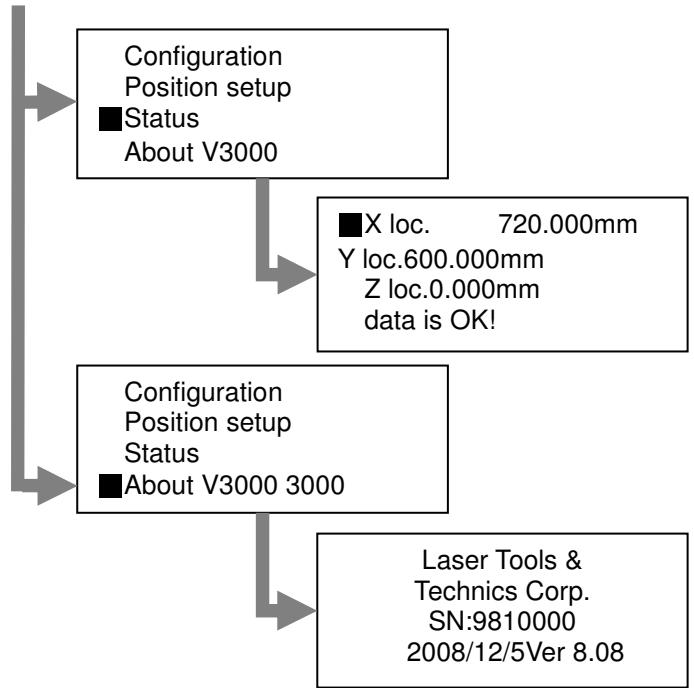 Configuration
Position setup
Status
About V3000
X loc. 720.000mm
Y loc.600.000mm
Z loc.0.000mm
data is OK!
Configuration
Position setup
Status
About V3000 3000
Laser Tools &
Technics Corp.
SN:9810000
2008/12/5Ver 8.08